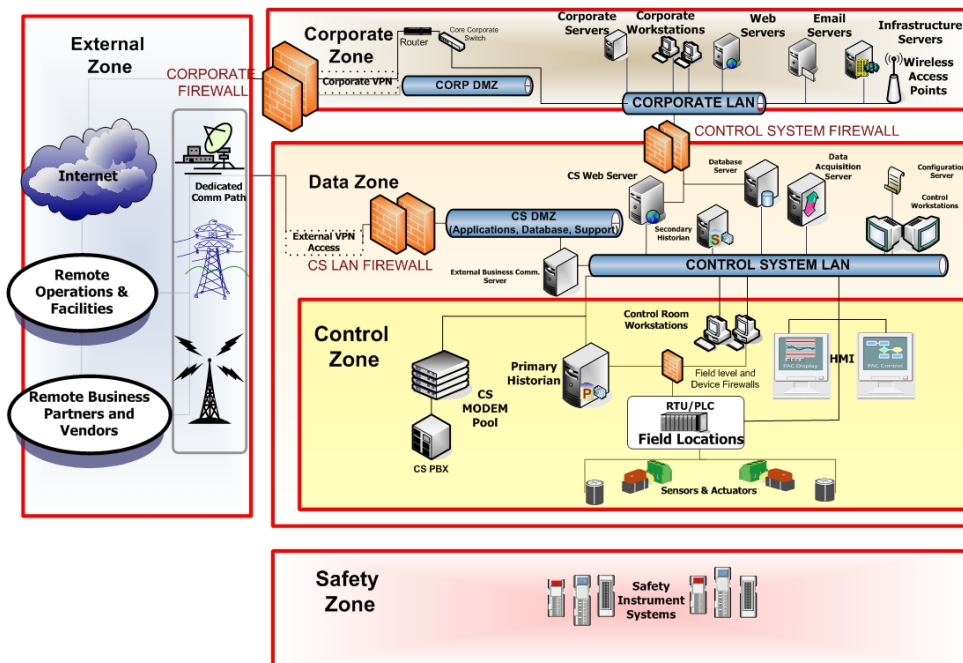 External
Zone
CORPORATE
FIREWALL
Internet
Dedicated
Comm Path
Remote
Operations &
Facilities
Remote Business
Partners and
Vendors
Corporate
Zone
Router
Core Corporate
Switch
Corporate VPN
CORP DMZ
Corporate
Servers
Corporate
Workstations
Web
Servers
Email
Servers
Infrastructure
Servers
Wireless
Access
Points
CORPORATE LAN
CONTROL SYSTEM FIREWALL
Data Zone
External VPN
Access
CS LAN FIREWALL
CS DMZ
(Applications, Database, Support)
CS Web Server
Database
Server
Secondary
Historian
S
Data
Acquisition
Server
Configuration
Server
Control
Workstations
External Business Comm.
Server
CONTROL SYSTEM LAN
Control
Zone
CS
MODEM
Pool
CS PBX
Primary
Historian
P
Control Room
Workstations
Field level and
Device Firewalls
HMI
PAC Display
PAC Control
RTU/PLC
Field Locations
Sensors & Actuators
Safety
Zone
Safety
Instrument
Systems